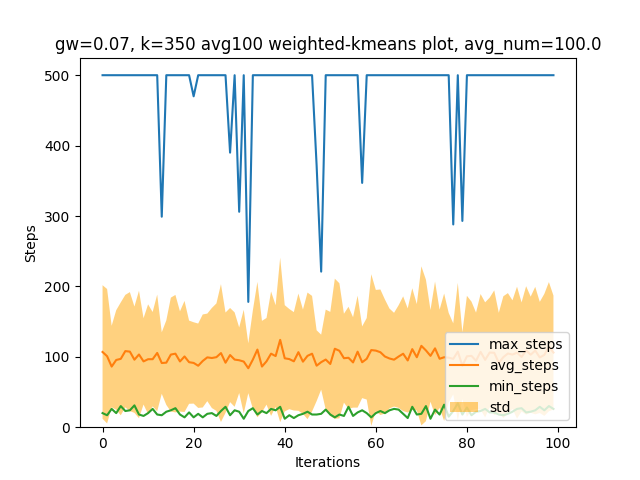 gw=0.07, k=350 avg100 weighted-kmeans plot, avg_num=100.0
Steps
500
400
300
200
100
0
0 20 40 60 80 100
Iterations
max_steps
avg_steps
min_steps
std